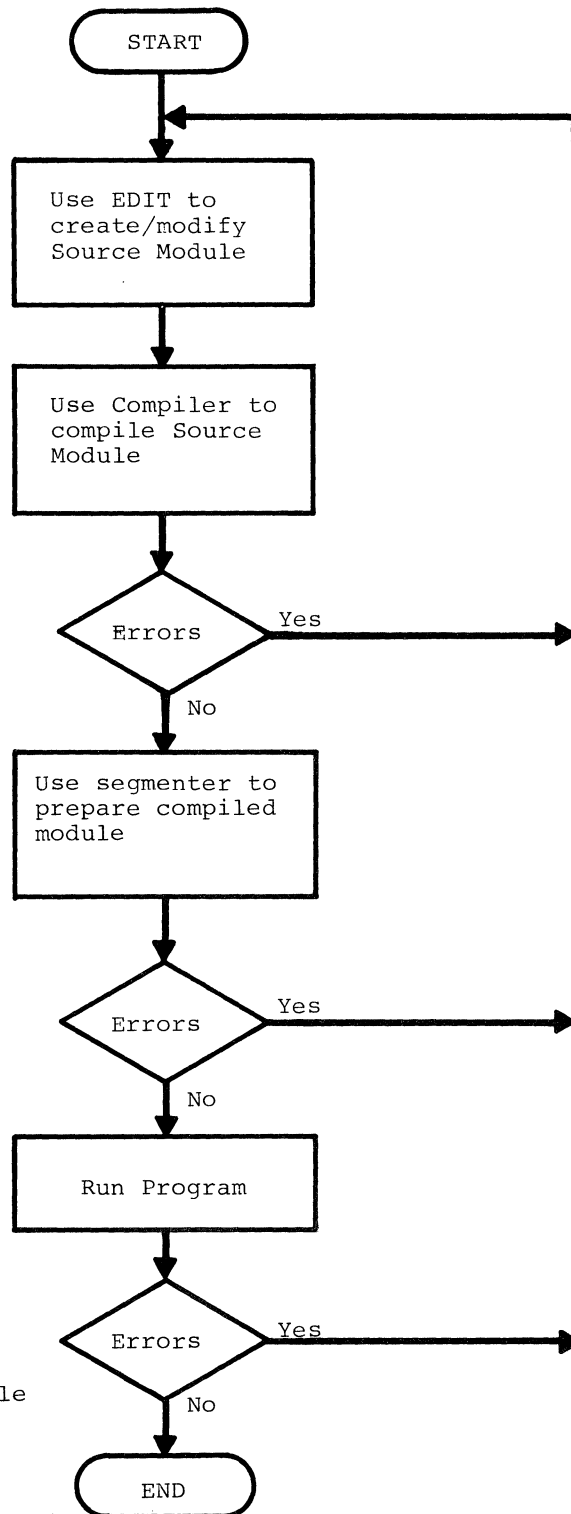 START
Use EDIT to
create/modify
Source Module
Use Compiler to
compile Source
Module
Errors
Yes
No
Use segmenter to
prepare compiled
module
Errors
Yes
No
Run Program
Errors
Yes
le
No
END